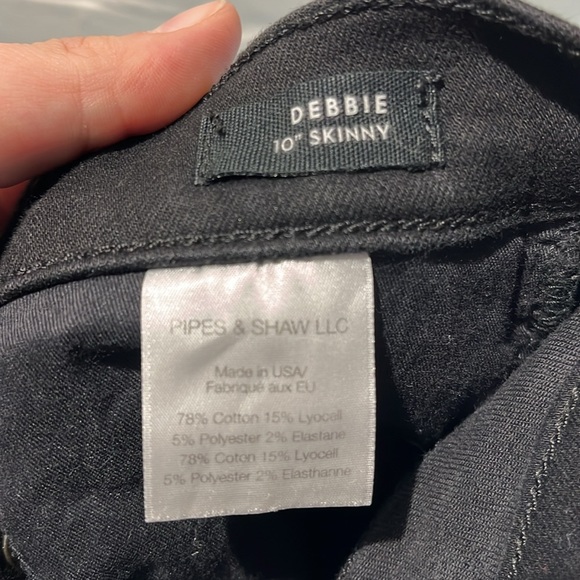 DEBBIE
10" SKINNY
PIPES & SHAW LLC
Made in USA/
Fabriqué aux EU
78% Cotton 15% Lyocell
5% Polyester 2% Elastane
78% Cotton 15% Lyocell
5% Polyester 2% Elasthanne